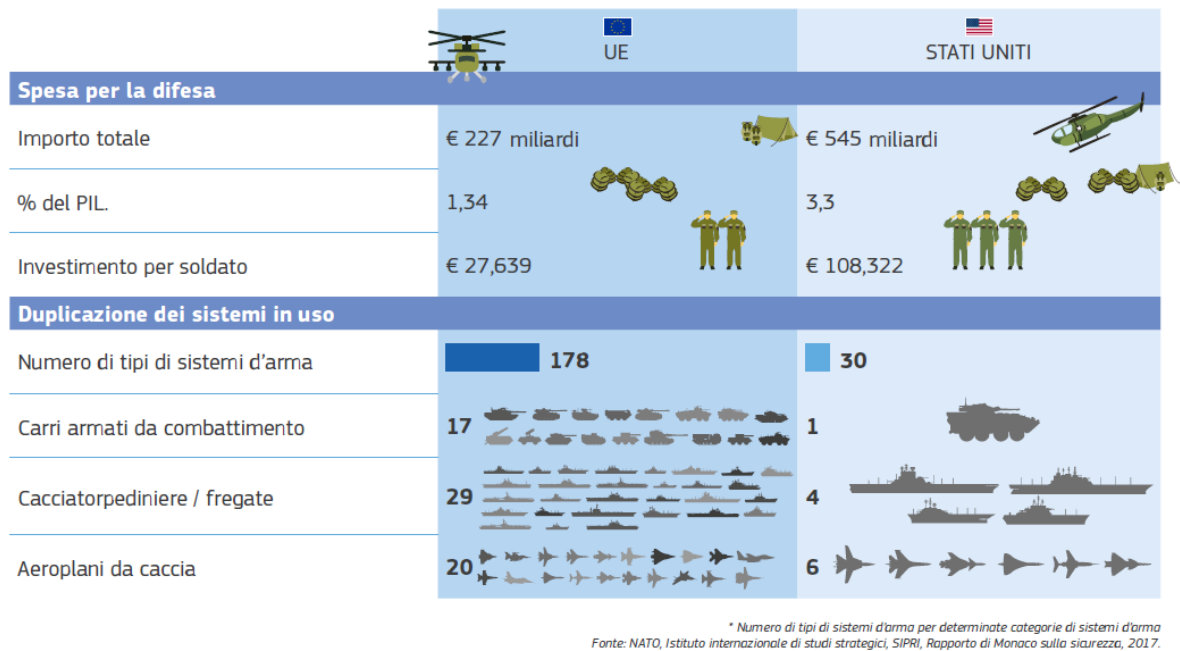 UE
STATI UNITI
Spesa per la difesa
Importo totale
€ 227 miliardi
€ 545 miliardi
% del PIL.
1,34
3,3
Investimento per soldato
€ 27,639
€ 108,322
Duplicazione dei sistemi in uso
Numero di tipi di sistemi d'arma
178
30
Carri armati da combattimento
17
1
Cacciatorpediniere / fregate
29
4
Aeroplani da caccia
20
6
* Numero di tipi di sistemi d'arma per determinate categorie di sistemi d'arma
Fonte: NATO, Istituto internazionale di studi strategici, SIPRI, Rapporto di Monaco sulla sicurezza, 2017.